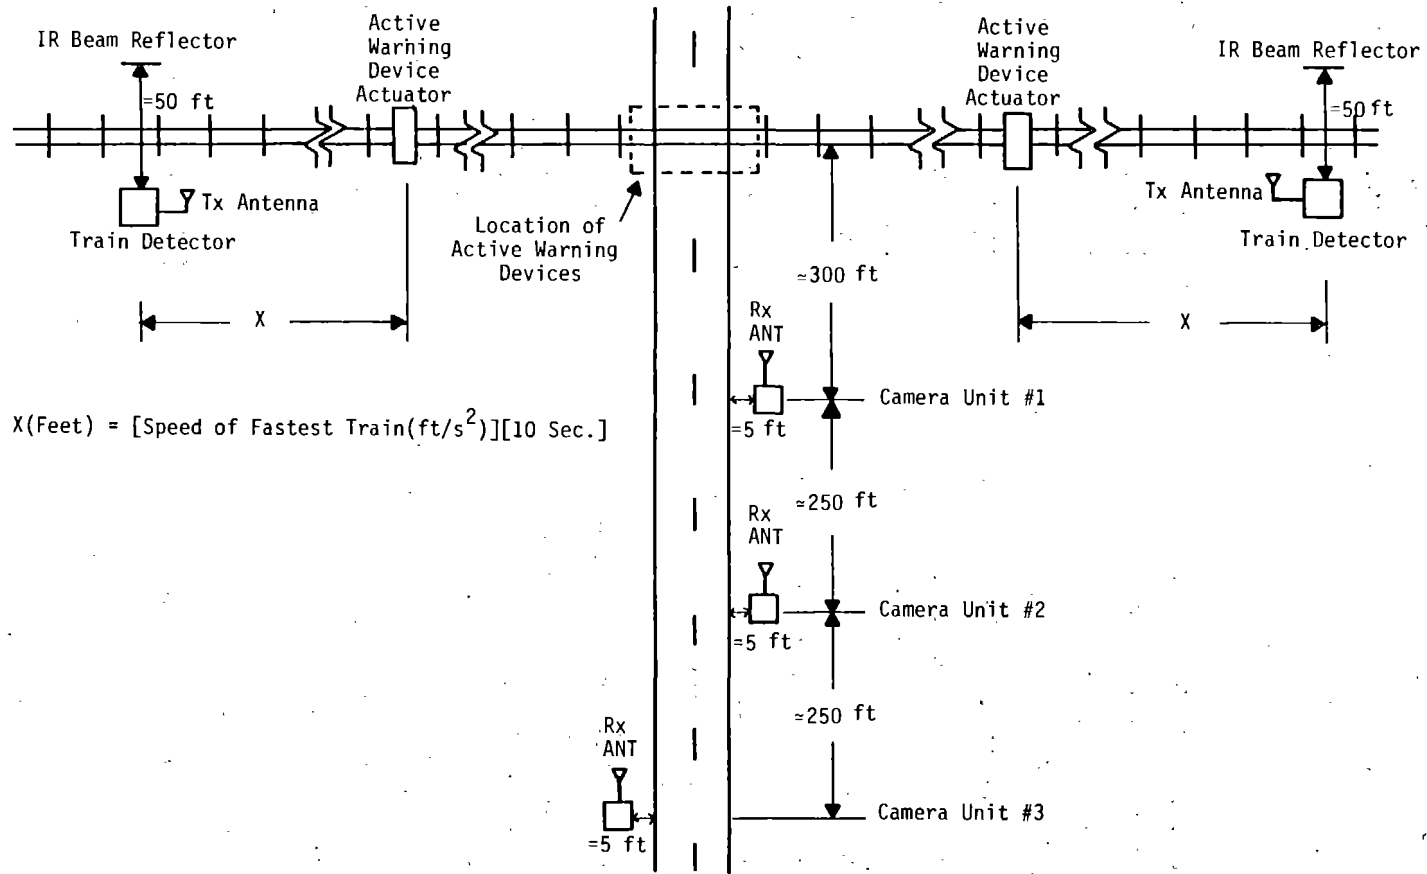 IR Beam Reflector
=50 ft
Active
Warning
Device
Actuator
Active
Warning
Device
Actuator
IR Beam Reflector
=50 ft
Tx Antenna
Train Detector
Location of
Active Warning
Devices
Tx Antenna
Train Detector
≃300 ft
X
X
Rx
ANT
Camera Unit #1
=5 ft
X(Feet) = [Speed of Fastest Train(ft/s²)][10 Sec.]
≃250 ft
Rx
ANT
Camera Unit #2
=5 ft
≃250 ft
Rx
ANT
Camera Unit #3
=5 ft